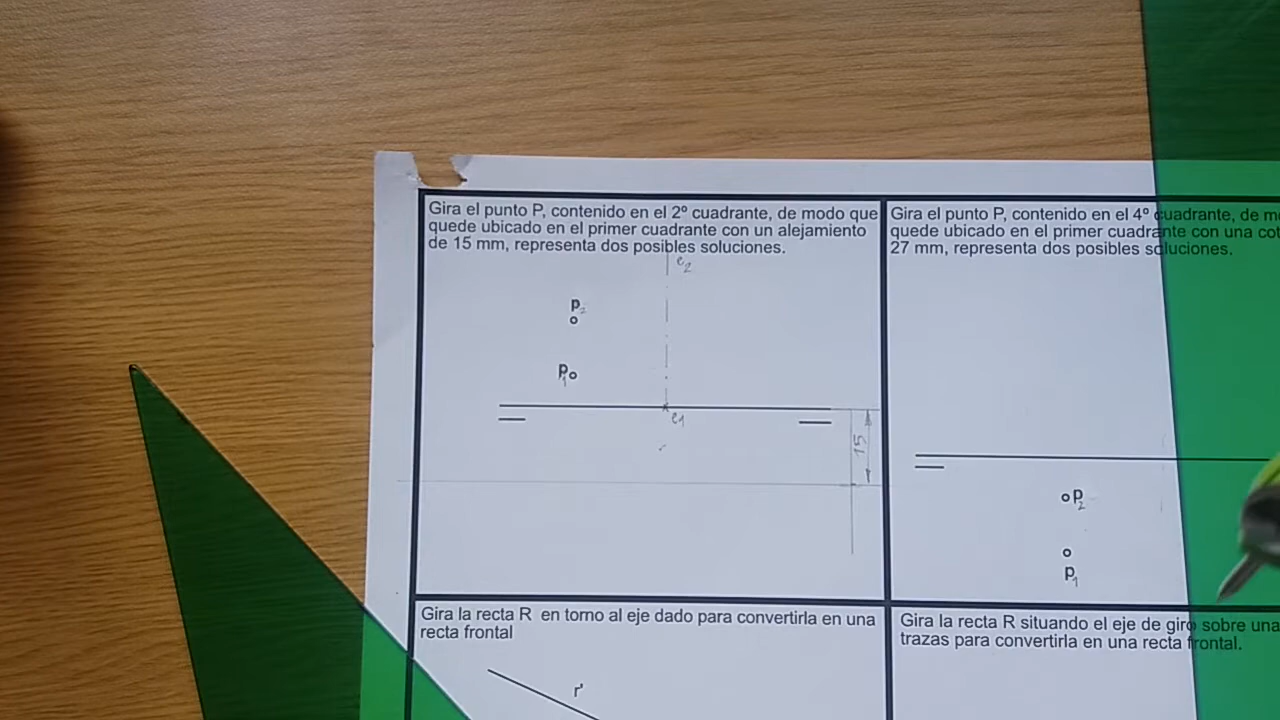 Gira el punto P, contenido en el 2º cuadrante, de modo que
quede ubicado en el primer cuadrante con un alejamiento
de 15 mm, representa dos posibles soluciones.
e2
P2
P1
e1
15
Gira el punto P, contenido en el 4º cuadrante, de
quede ubicado en el primer cuadrante con una
27 mm, representa dos posibles soluciones.
P2
P1
Gira la recta R en torno al eje dado para convertirla en una
recta frontal
r'
Gira la recta R situando el eje de giro sobre una
trazas para convertirla en una recta frontal.